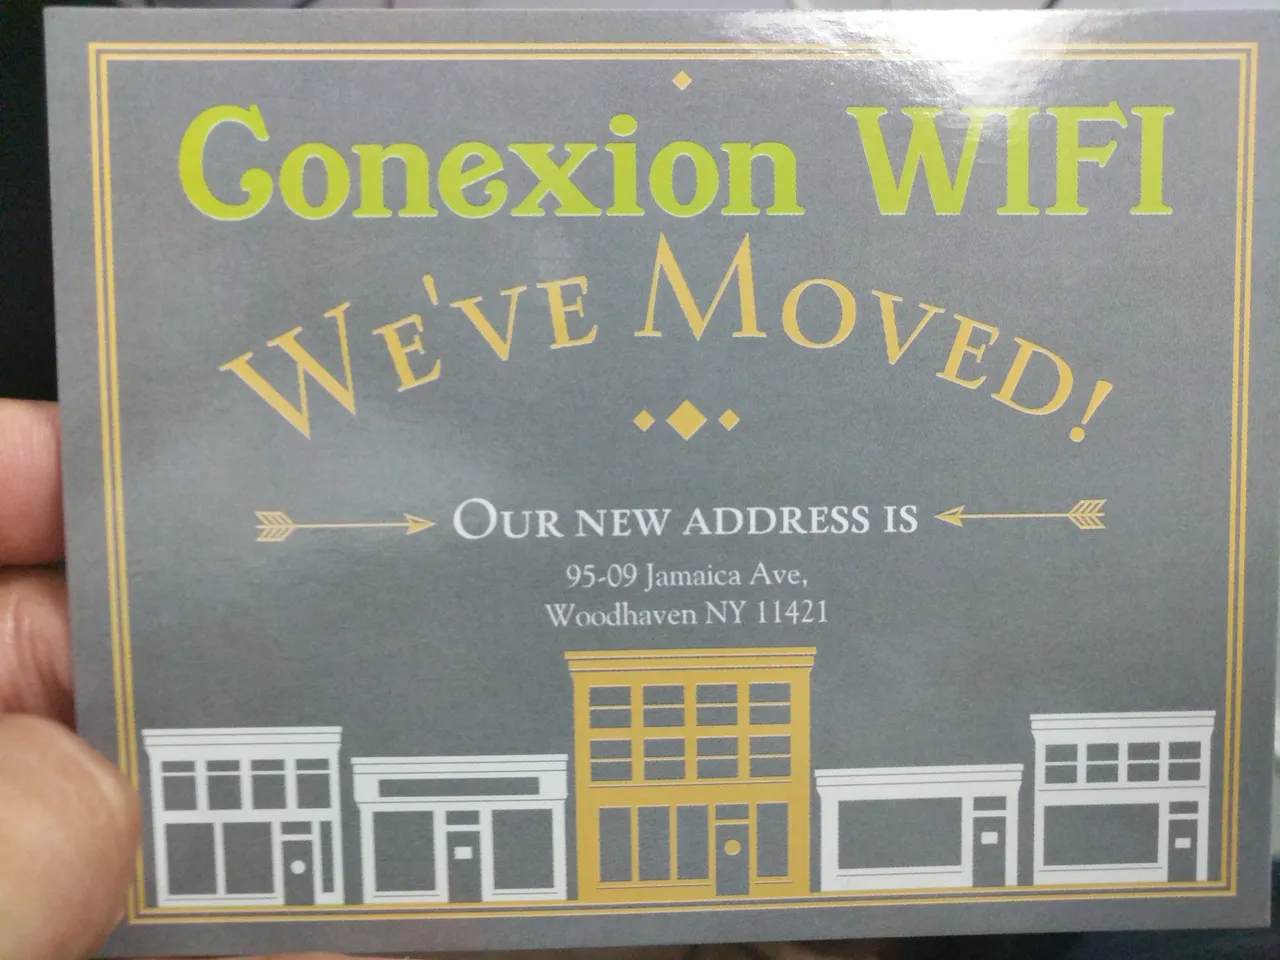 Conexion WIFI
WE'VE MOVED!
OUR NEW ADDRESS IS
95-09 Jamaica Ave,
Woodhaven NY 11421